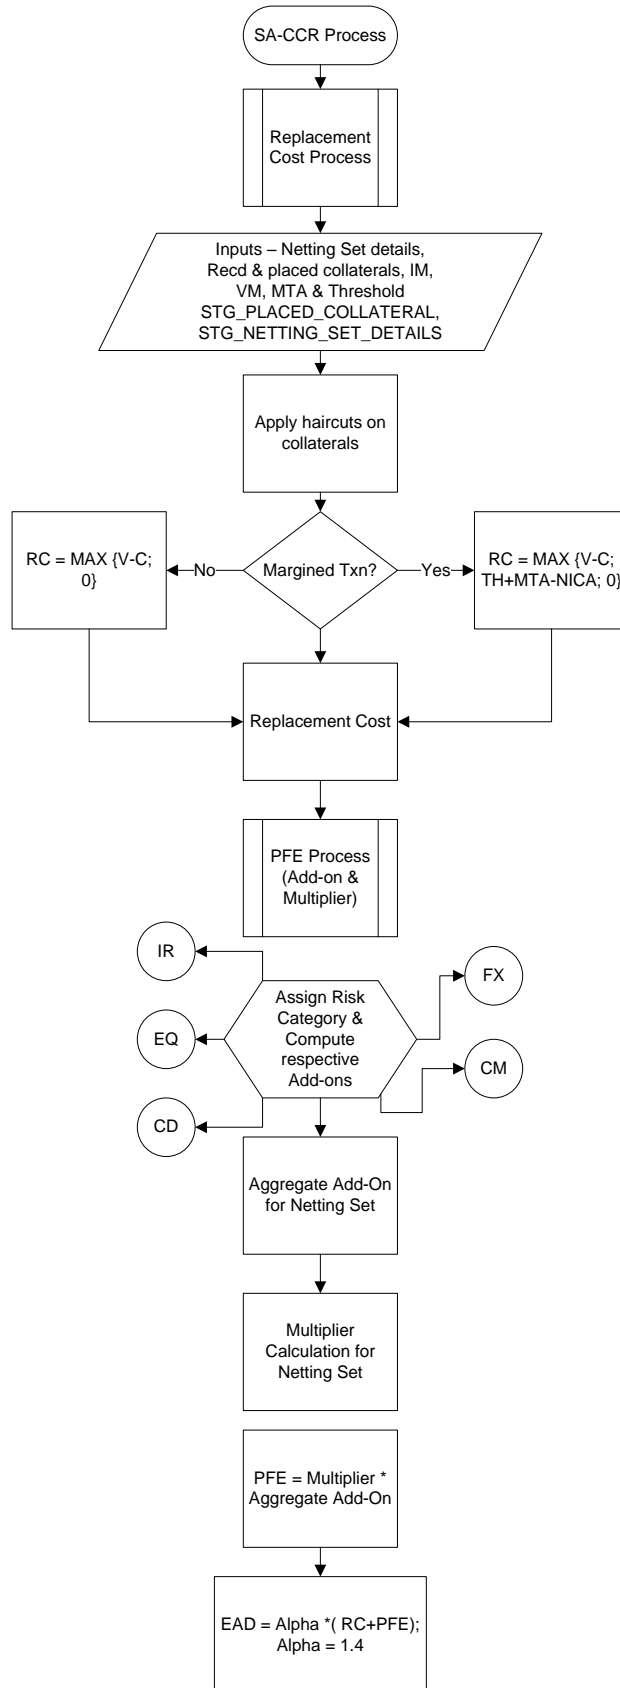 SA-CCR Process
Replacement
Cost Process
Inputs – Netting Set details,
Recd & placed collaterals, IM,
VM, MTA & Threshold
STG_PLACED_COLLATERAL,
STG_NETTING_SET_DETAILS
Apply haircuts on
collaterals
RC = MAX {V-C;
0}
No
Margined Txn?
Yes
RC = MAX {V-C;
TH+MTA-NICA; 0}
Replacement Cost
PFE Process
(Add-on &
Multiplier)
IR
FX
Assign Risk
Category &
Compute
respective
Add-ons
EQ
CM
CD
Aggregate Add-On
for Netting Set
Multiplier
Calculation for
Netting Set
PFE = Multiplier *
Aggregate Add-On
EAD = Alpha *( RC+PFE);
Alpha = 1.4